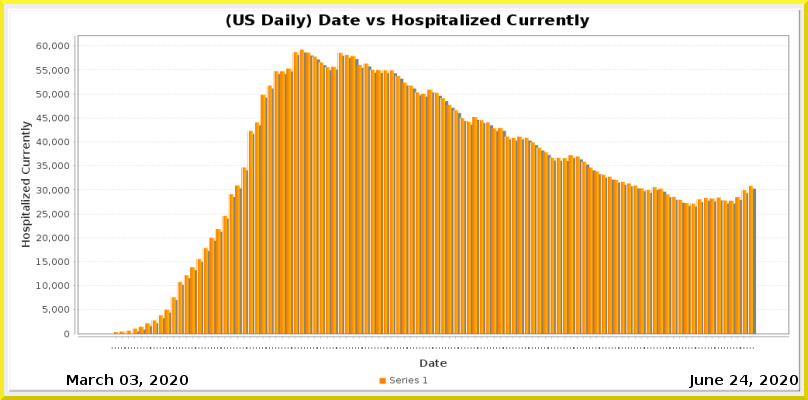 (US Daily) Date vs Hospitalized Currently
Hospitalized Currently
60,000
55,000
50,000
45,000
40,000
35,000
30,000
25,000
20,000
15,000
10,000
5,000
0
Date
March 03, 2020
Series 1
June 24, 2020